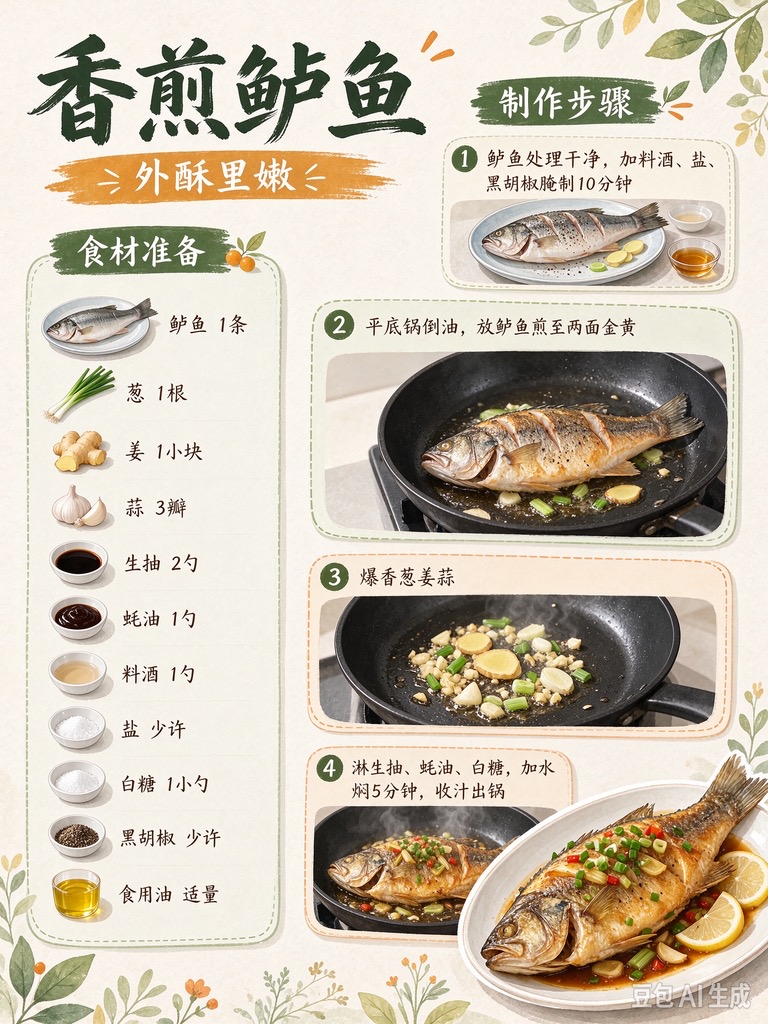 香煎鲈鱼
外酥里嫩
食材准备
鲈鱼 1条
葱 1根
姜 1小块
蒜 3瓣
生抽 2勺
蚝油 1勺
料酒 1勺
盐 少许
白糖 1小勺
黑胡椒 少许
食用油 适量
制作步骤
1 鲈鱼处理干净，加料酒、盐、
黑胡椒腌制10分钟
2 平底锅倒油，放鲈鱼煎至两面金黄
3 爆香葱姜蒜
4 淋生抽、蚝油、白糖，加水
焖5分钟，收汁出锅
豆包AI生成